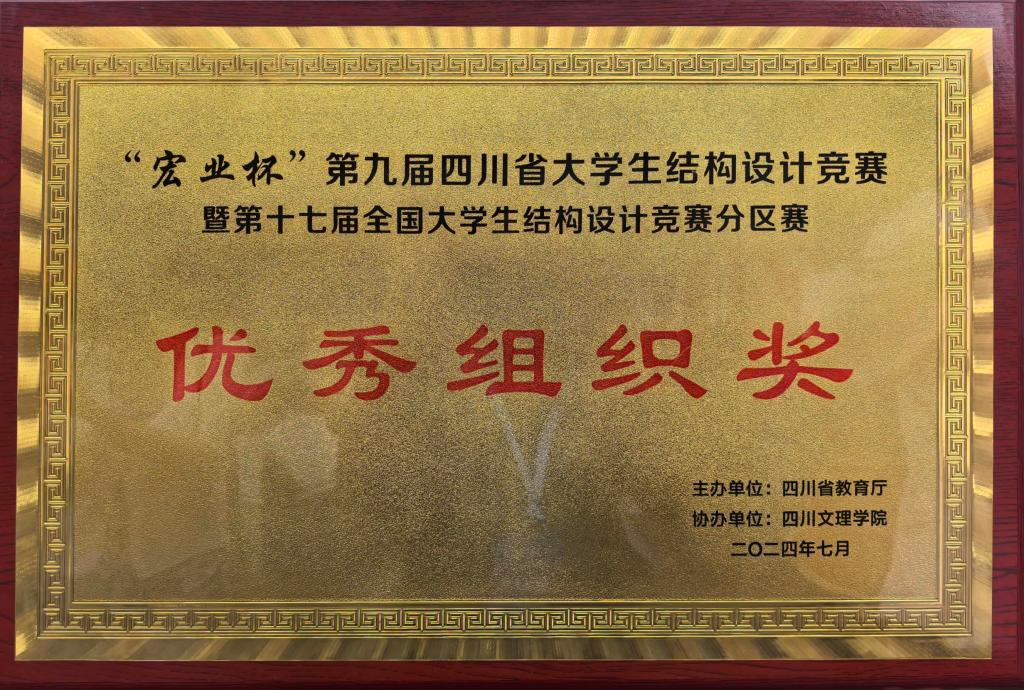 “宏业杯”第九届四川省大学生结构设计竞赛
暨第十七届全国大学生结构设计竞赛分区赛
优秀组织奖
主办单位：四川省教育厅
协办单位：四川文理学院
二〇二四年七月